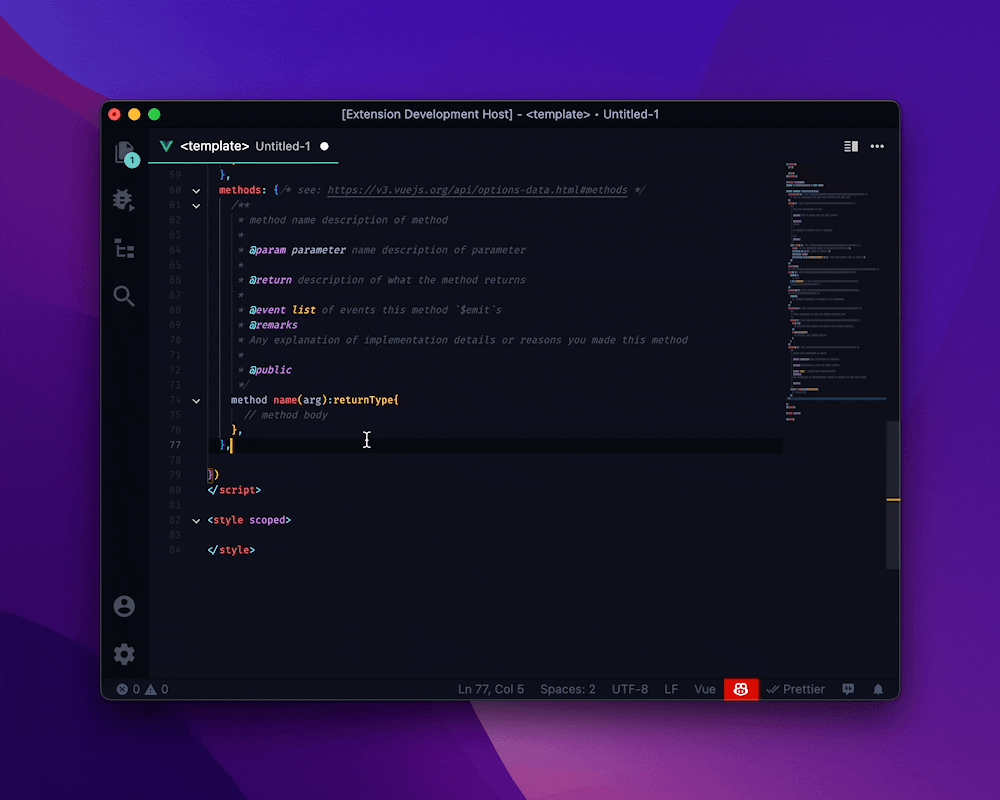 [Extension Development Host] - <template> • Untitled-1
1
<template> Untitled-1
59 },
60 methods: {/* see: https://v3.vuejs.org/api/options-data.html#methods */
61 /**
62 * method name description of method
63 *
64 * @param parameter name description of parameter
65 *
66 * @return description of what the method returns
67 *
68 * @event list of events this method `$emit`s
69 * @remarks
70 * Any explanation of implementation details or reasons you made this method
71 *
72 * @public
73 */
74 method name(arg):returnType{
75 // method body
76 },
77 },
78
79 })
80 </script>
81
82 <style scoped>
83
84 </style>
0 0 Ln 77, Col 5 Spaces: 2 UTF-8 LF Vue Prettier